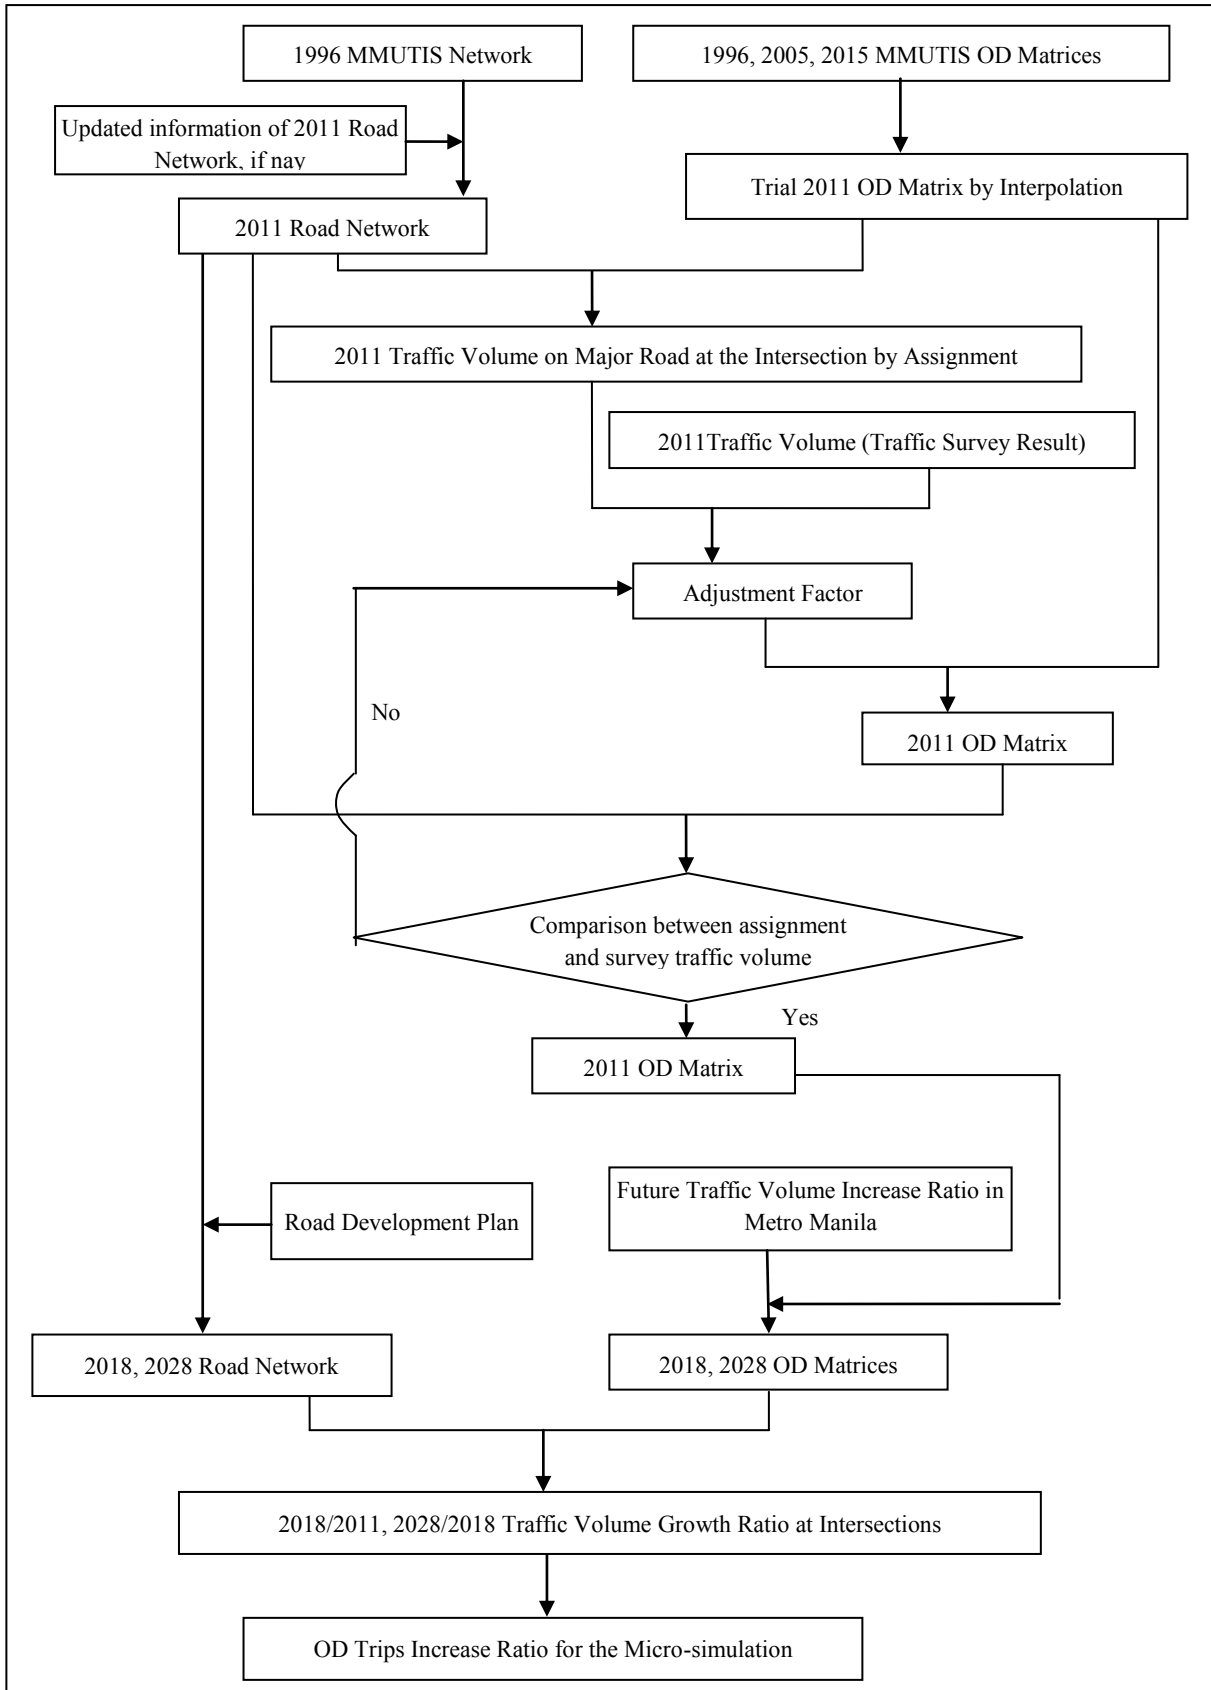 1996 MMUTIS Network
1996, 2005, 2015 MMUTIS OD Matrices
Updated information of 2011 Road
Network, if nay
Trial 2011 OD Matrix by Interpolation
2011 Road Network
2011 Traffic Volume on Major Road at the Intersection by Assignment
2011Traffic Volume (Traffic Survey Result)
Adjustment Factor
No
2011 OD Matrix
Comparison between assignment
and survey traffic volume
Yes
2011 OD Matrix
Future Traffic Volume Increase Ratio in
Metro Manila
Road Development Plan
2018, 2028 Road Network
2018, 2028 OD Matrices
2018/2011, 2028/2018 Traffic Volume Growth Ratio at Intersections
OD Trips Increase Ratio for the Micro-simulation